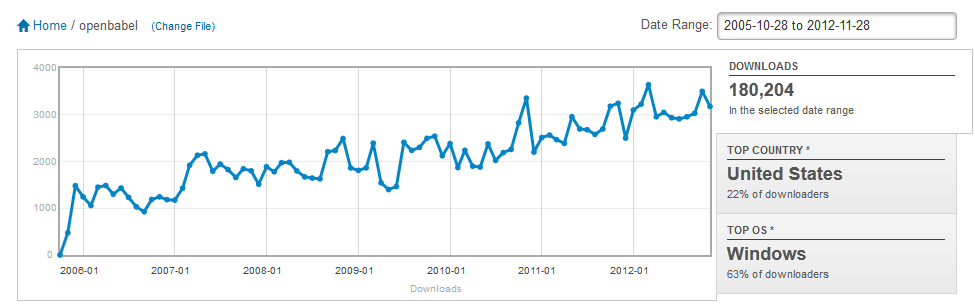 Home / openbabel (Change File)
Date Range: 2005-10-28 to 2012-11-28
4000
3000
2000
1000
0
2006-01 2007-01 2008-01 2009-01 2010-01 2011-01 2012-01
Downloads
DOWNLOADS
180,204
In the selected date range
TOP COUNTRY *
United States
22% of downloaders
TOP OS *
Windows
63% of downloaders